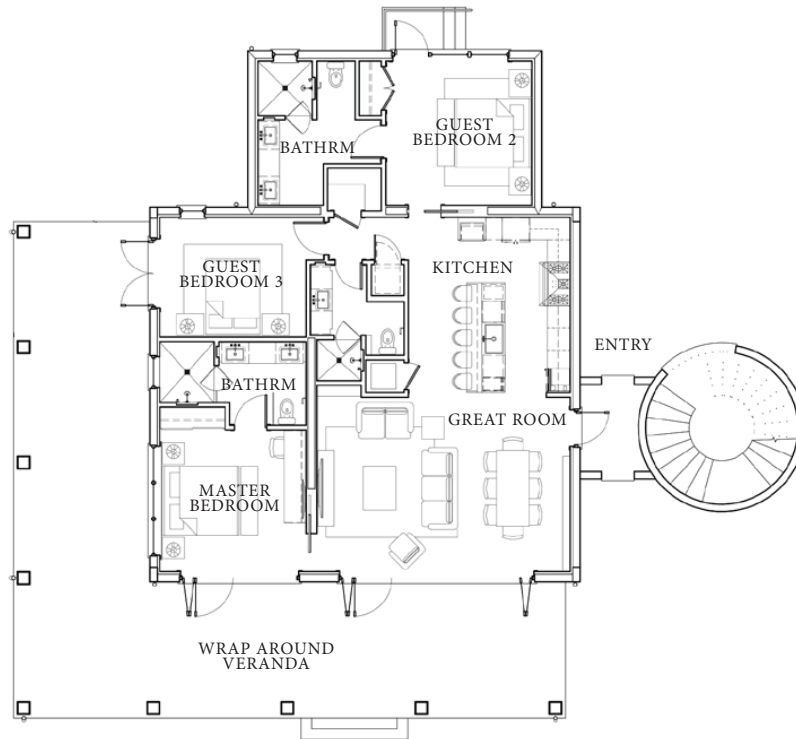 GUEST
BEDROOM 2
BATHRM
GUEST
BEDROOM 3
KITCHEN
ENTRY
BATHRM
GREAT ROOM
MASTER
BEDROOM
WRAP AROUND
VERANDA